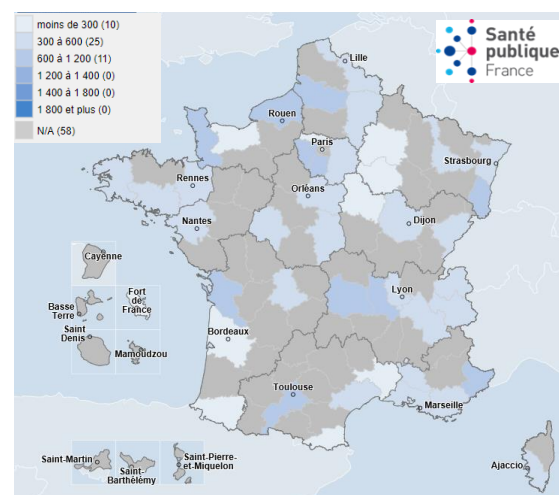 moins de 300 (10)
300 à 600 (25)
600 à 1 200 (11)
1 200 à 1 400 (0)
1 400 à 1 800 (0)
1 800 et plus (0)
N/A (58)
Santé
publique
France
Lille
Rouen
Paris
Strasbourg
Rennes
Orléans
Nantes
Dijon
Cayenne
Basse
Terre
Fort
de
France
Saint
Denis
Mamoudzou
Lyon
Bordeaux
Toulouse
Marseille
Ajaccio
Saint-Martin
Saint-
Barthélémy
Saint-Pierre
et-Miquelon